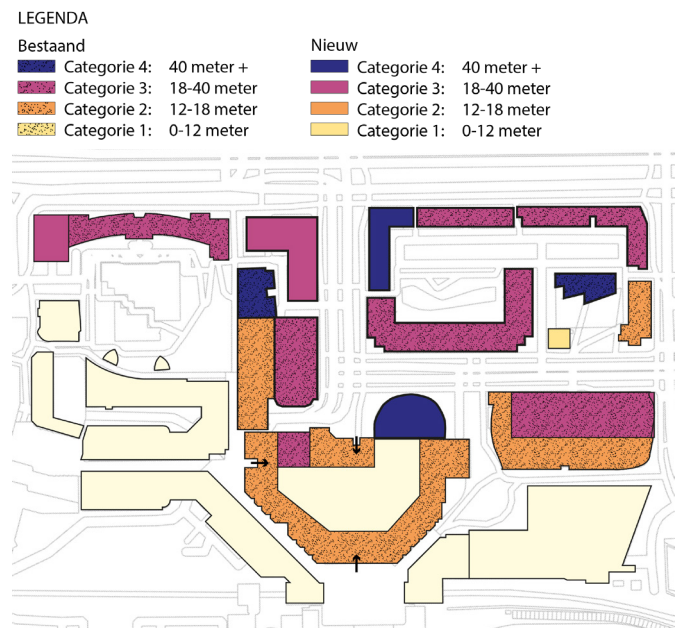 LEGENDA
Bestaand
Categorie 4: 40 meter +
Categorie 3: 18-40 meter
Categorie 2: 12-18 meter
Categorie 1: 0-12 meter
Nieuw
Categorie 4: 40 meter +
Categorie 3: 18-40 meter
Categorie 2: 12-18 meter
Categorie 1: 0-12 meter